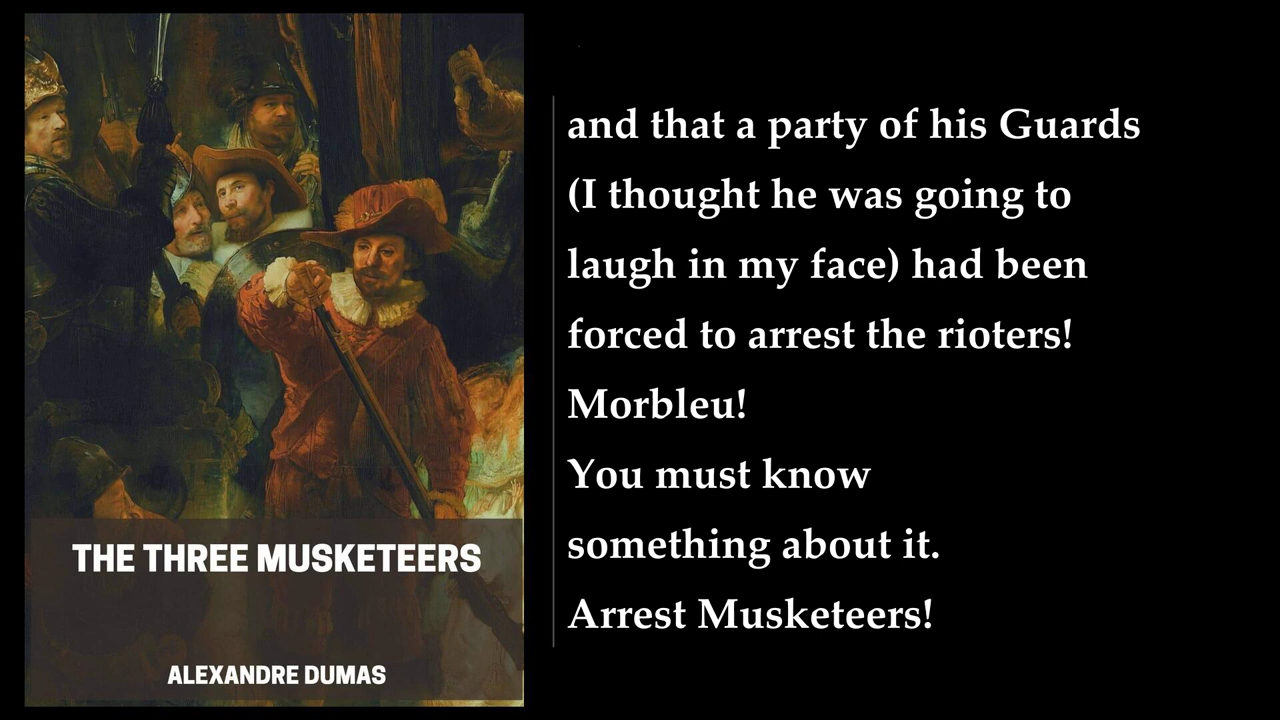 THE THREE MUSKETEERS
ALEXANDRE DUMAS
and that a party of his Guards
(I thought he was going to
laugh in my face) had been
forced to arrest the rioters!
Morbleu!
You must know
something about it.
Arrest Musketeers!